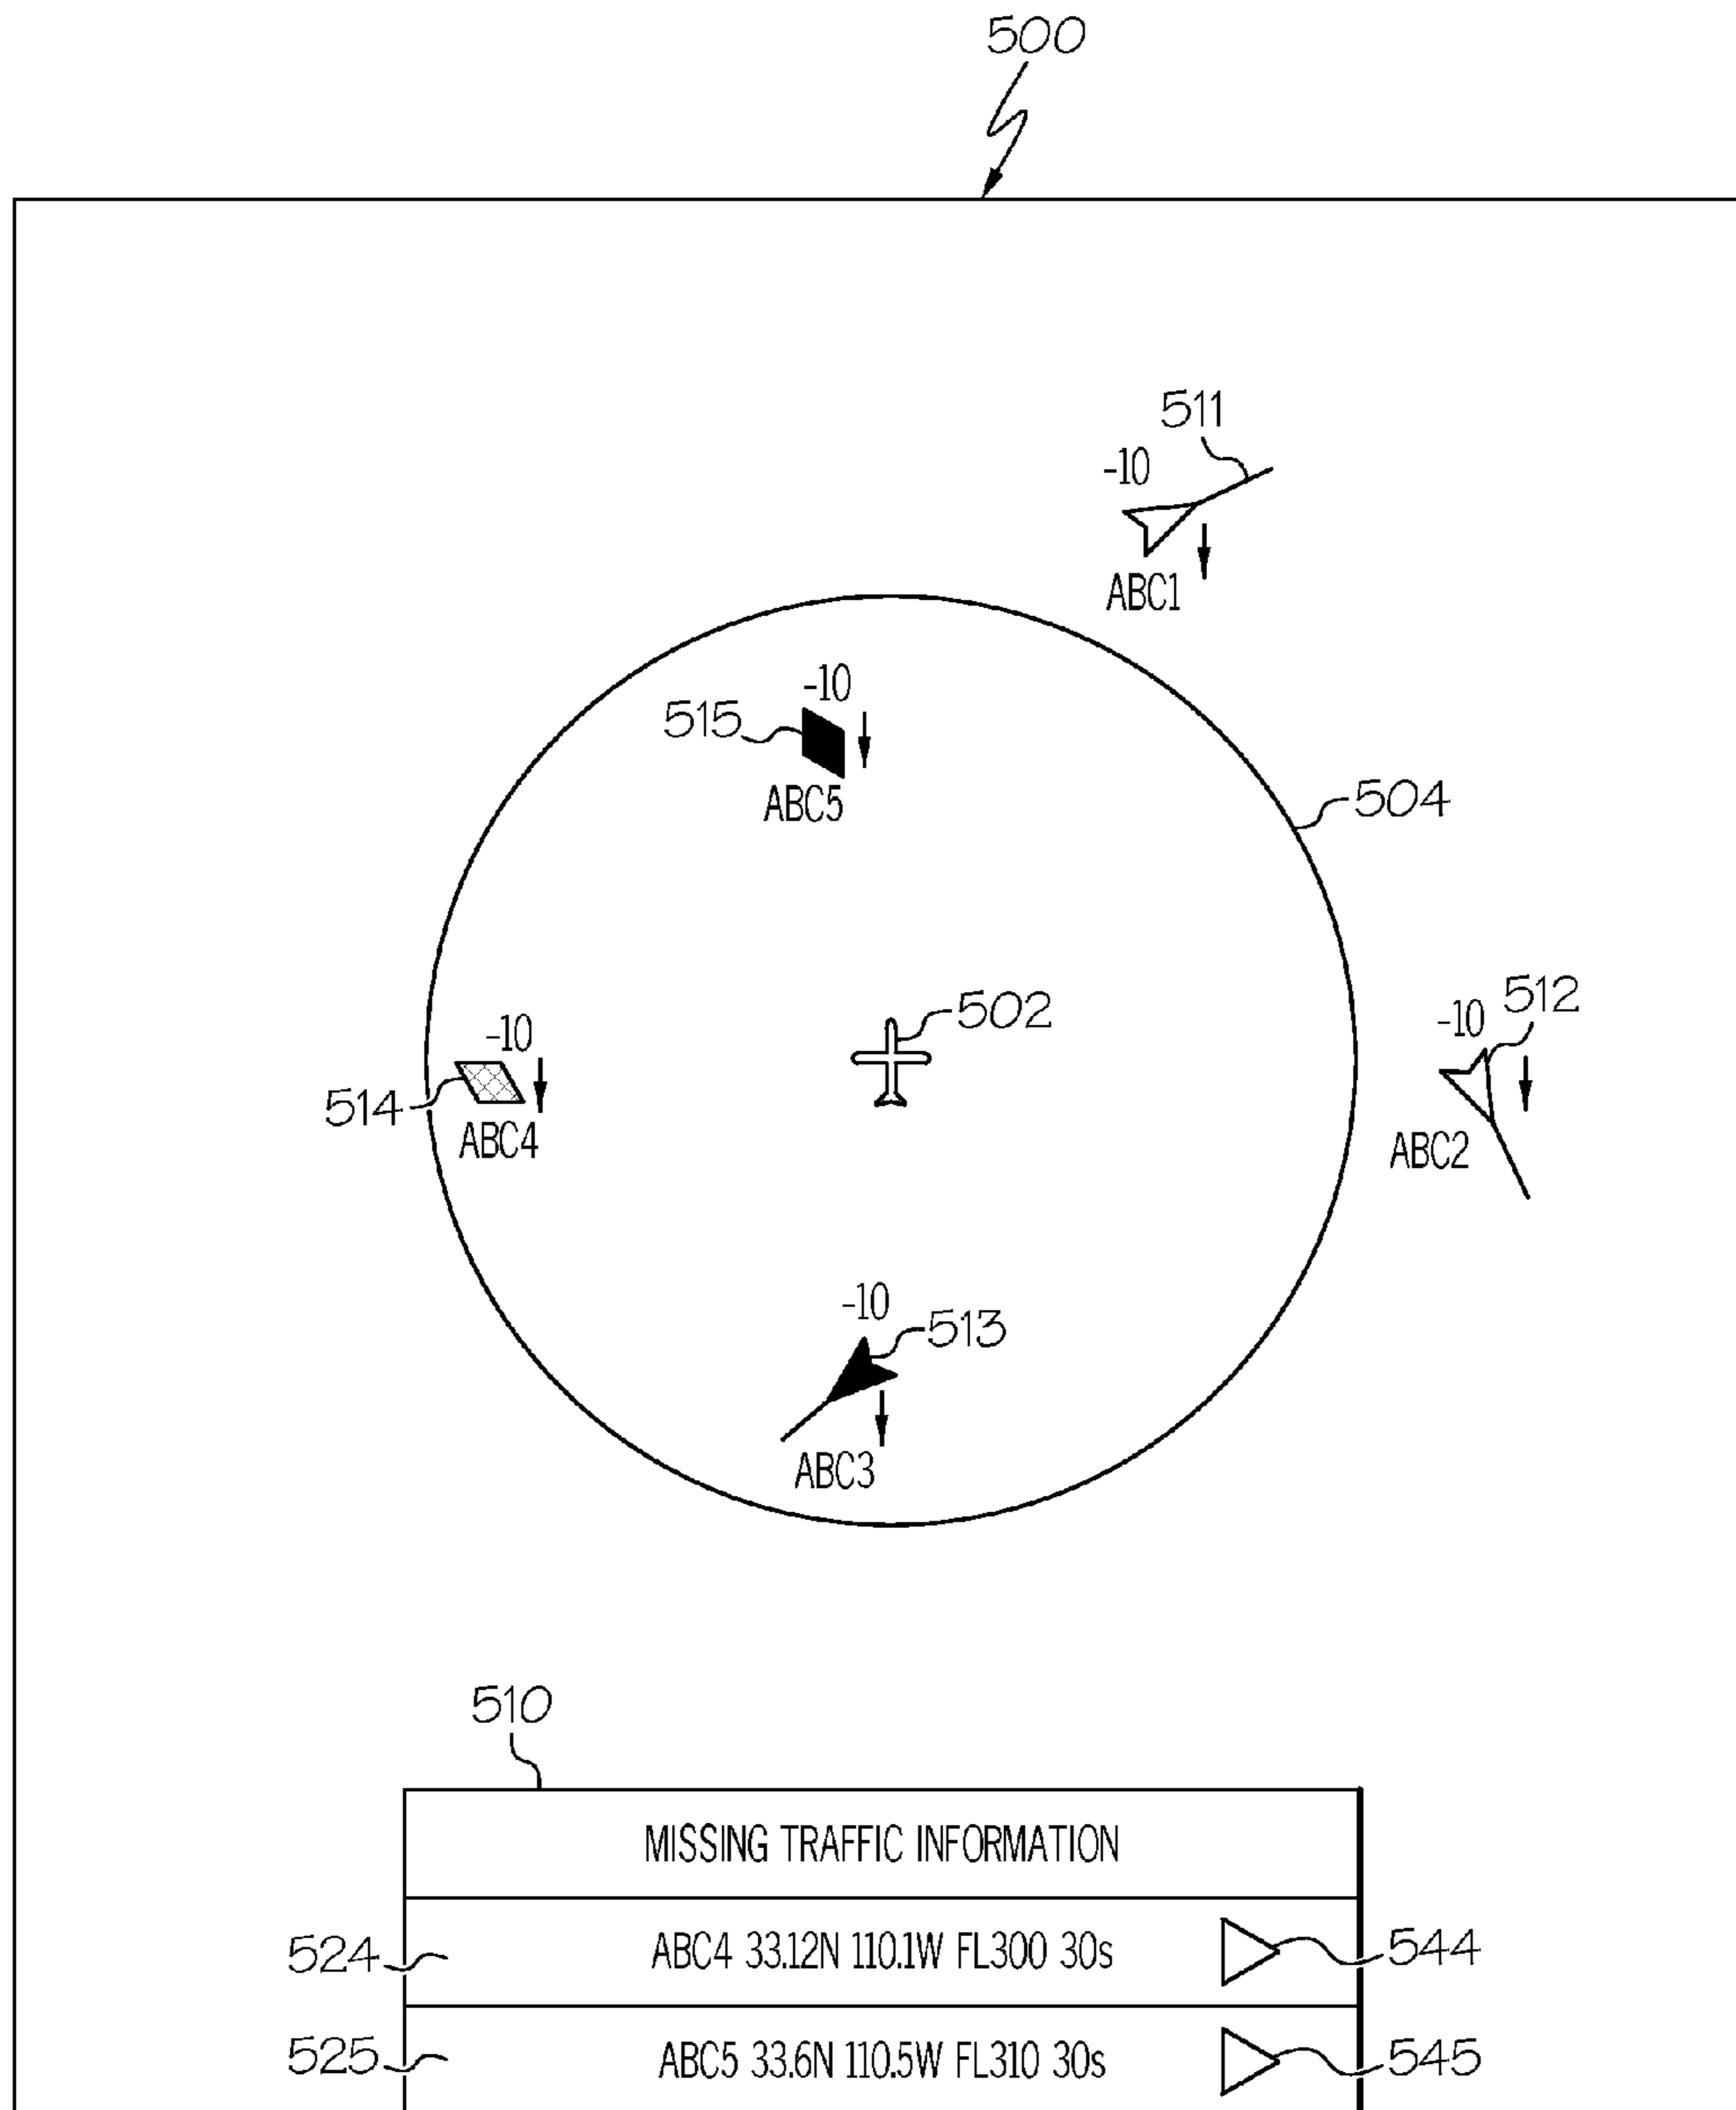 500
511
-10
ABC1
-10
515
ABC5
504
502
512
-10
-10
514
ABC4
ABC2
-10
513
ABC3
510
MISSING TRAFFIC INFORMATION
524 ABC4 33.12N 110.1W FL300 30s 544
525 ABC5 33.6N 110.5W FL310 30s 545